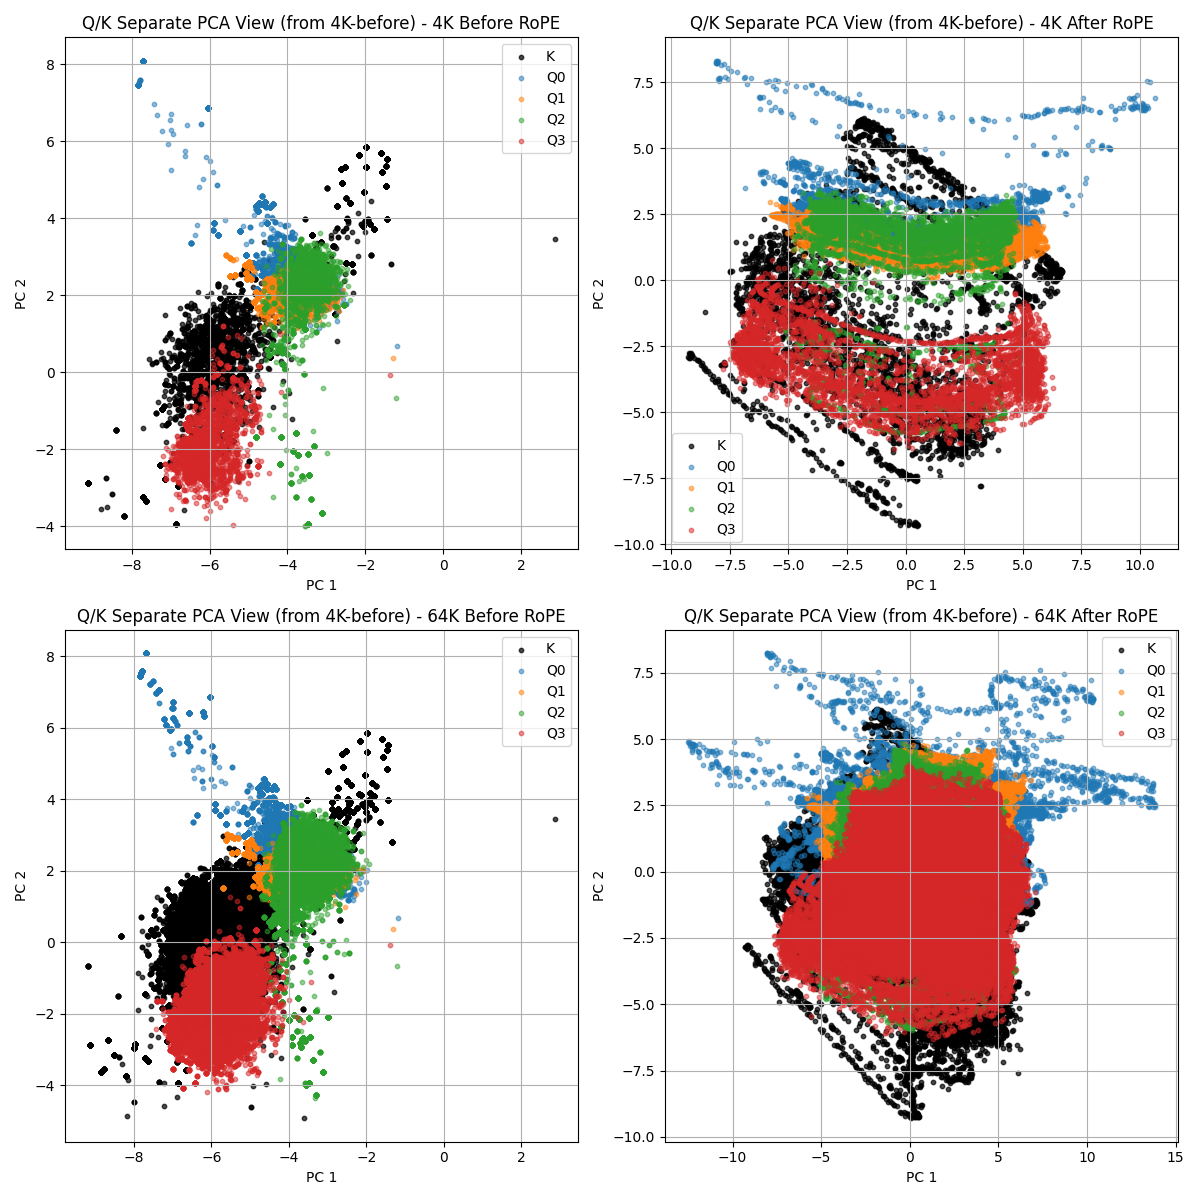 Q/K Separate PCA View (from 4K-before) - 4K Before RoPE
K
Q0
Q1
Q2
Q3
8
6
4
2
0
−2
−4
−8
−6
−4
−2
0
2
PC 1
PC 2
Q/K Separate PCA View (from 4K-before) - 4K After RoPE
7.5
5.0
2.5
0.0
−2.5
−5.0
−7.5
−10.0
K
Q0
Q1
Q2
Q3
−10.0
−7.5
−5.0
−2.5
0.0
2.5
5.0
7.5
10.0
PC 1
PC 2
Q/K Separate PCA View (from 4K-before) - 64K Before RoPE
K
Q0
Q1
Q2
Q3
8
6
4
2
0
−2
−4
−8
−6
−4
−2
0
2
PC 1
PC 2
Q/K Separate PCA View (from 4K-before) - 64K After RoPE
K
Q0
Q1
Q2
Q3
7.5
5.0
2.5
0.0
−2.5
−5.0
−7.5
−10.0
−10
−5
0
5
10
15
PC 1
PC 2